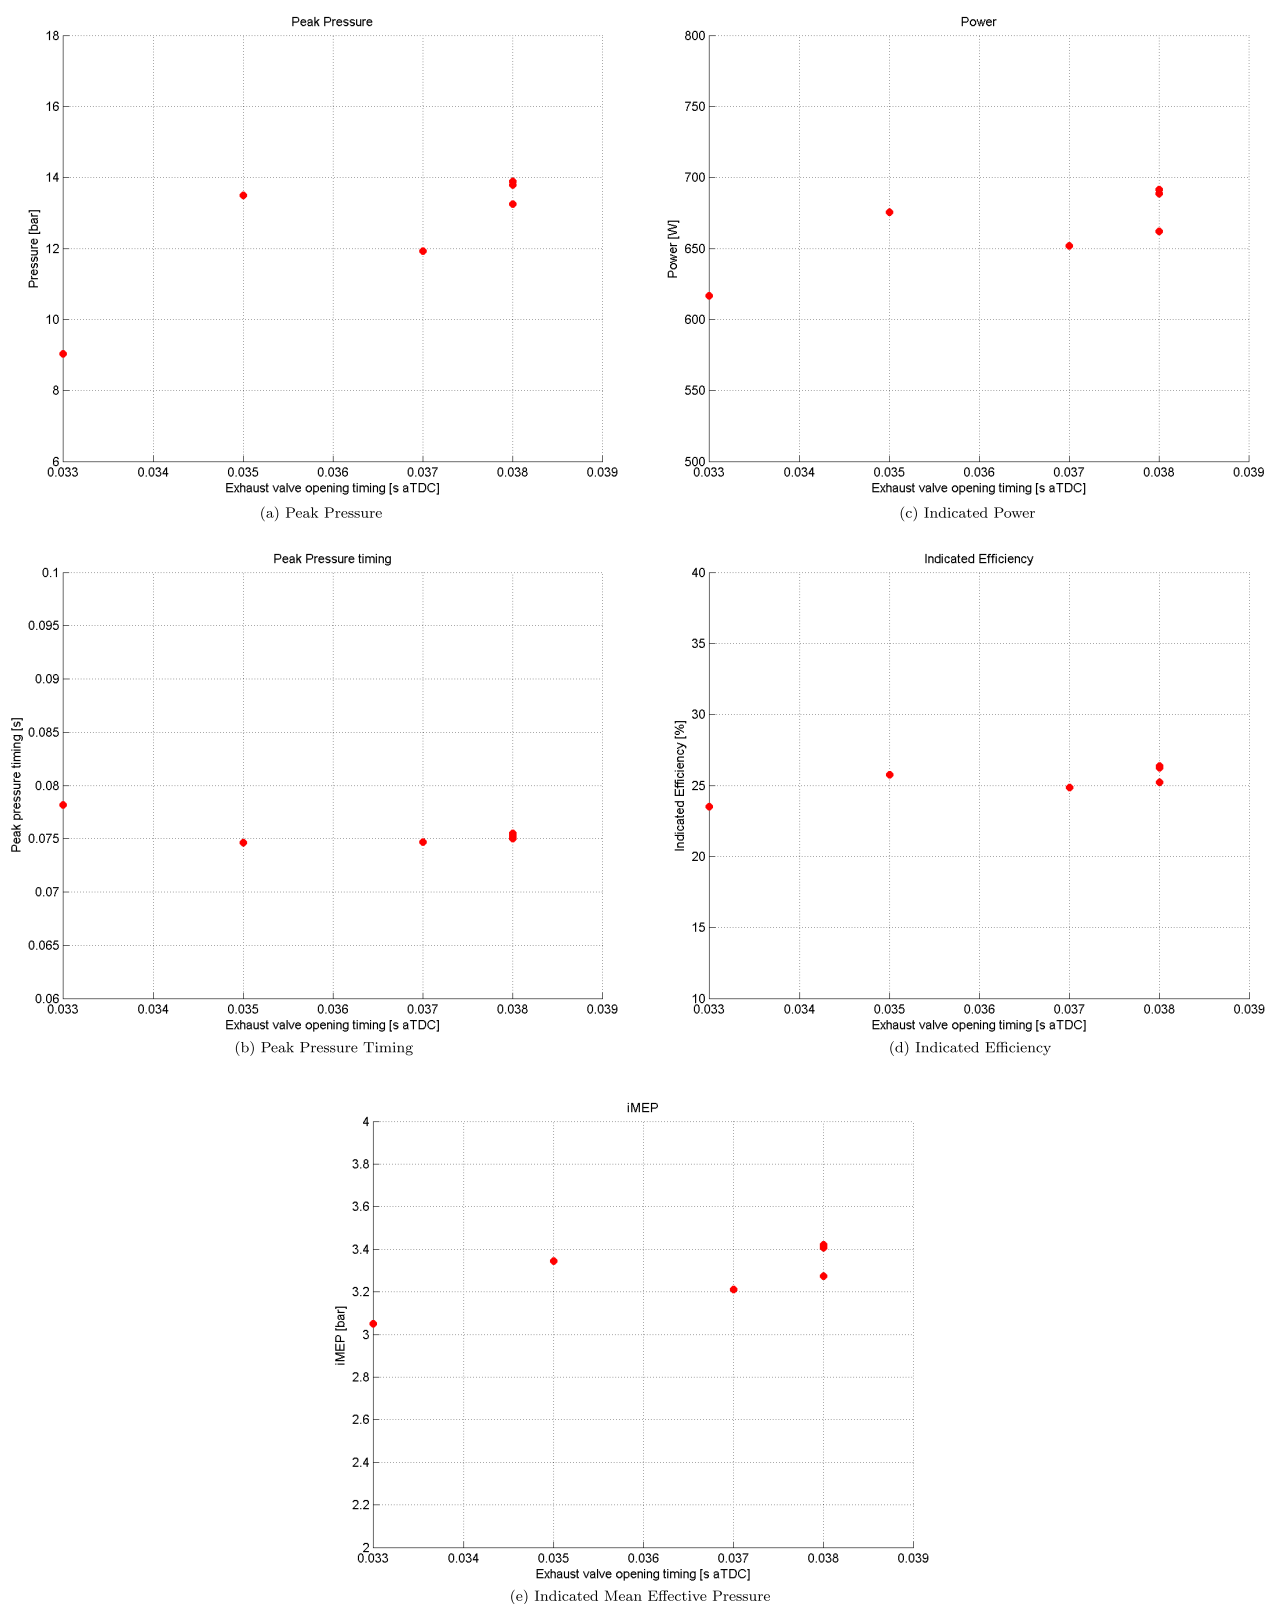 Peak Pressure
18
16
14
12
10
8
6
Pressure [bar]
0.033 0.034 0.035 0.036 0.037 0.038 0.039
Exhaust valve opening timing [s aTDC]
(a) Peak Pressure
Power
800
750
700
650
600
550
500
Power [W]
0.033 0.034 0.035 0.036 0.037 0.038 0.039
Exhaust valve opening timing [s aTDC]
(c) Indicated Power
Peak Pressure timing
0.1
0.095
0.09
0.085
0.08
0.075
0.07
0.065
0.06
Peak pressure timing [s]
0.033 0.034 0.035 0.036 0.037 0.038 0.039
Exhaust valve opening timing [s aTDC]
(b) Peak Pressure Timing
Indicated Efficiency
40
35
30
25
20
15
10
Indicated Efficiency [%]
0.033 0.034 0.035 0.036 0.037 0.038 0.039
Exhaust valve opening timing [s aTDC]
(d) Indicated Efficiency
iMEP
4
3.8
3.6
3.4
3.2
3
2.8
2.6
2.4
2.2
2
iMEP [bar]
0.033 0.034 0.035 0.036 0.037 0.038 0.039
Exhaust valve opening timing [s aTDC]
(e) Indicated Mean Effective Pressure